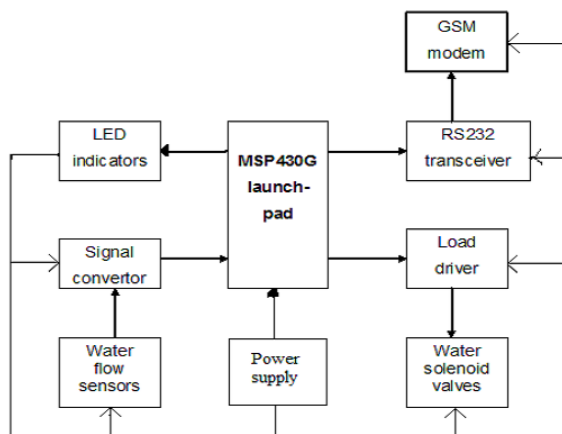 GSM
modem
LED
indicators
MSP430G
launch-
pad
RS232
transceiver
Signal
convertor
Load
driver
Water
flow
sensors
Power
supply
Water
solenoid
valves